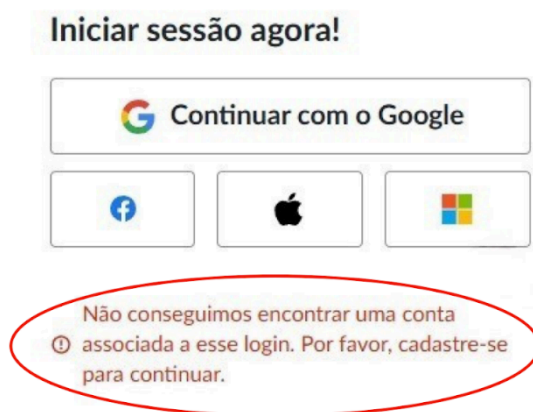 Iniciar sessão agora!
Continuar com o Google
Não conseguimos encontrar uma conta
associada a esse login. Por favor, cadastre-se
para continuar.